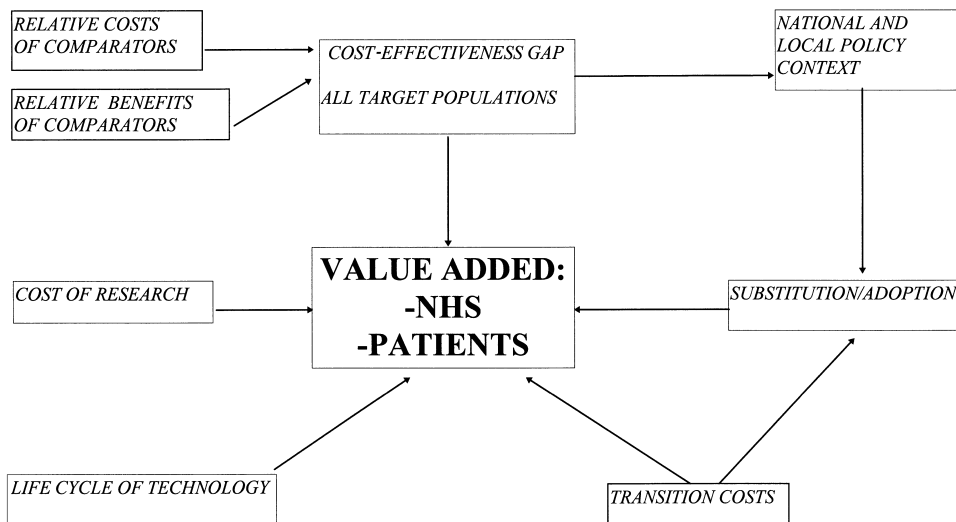 RELATIVE COSTS
OF COMPARATORS
COST-EFFECTIVENESS GAP
ALL TARGET POPULATIONS
NATIONAL AND
LOCAL POLICY
CONTEXT
RELATIVE BENEFITS
OF COMPARATORS
VALUE ADDED:
-NHS
-PATIENTS
COST OF RESEARCH
SUBSTITUTION/ADOPTION
LIFE CYCLE OF TECHNOLOGY
TRANSITION COSTS